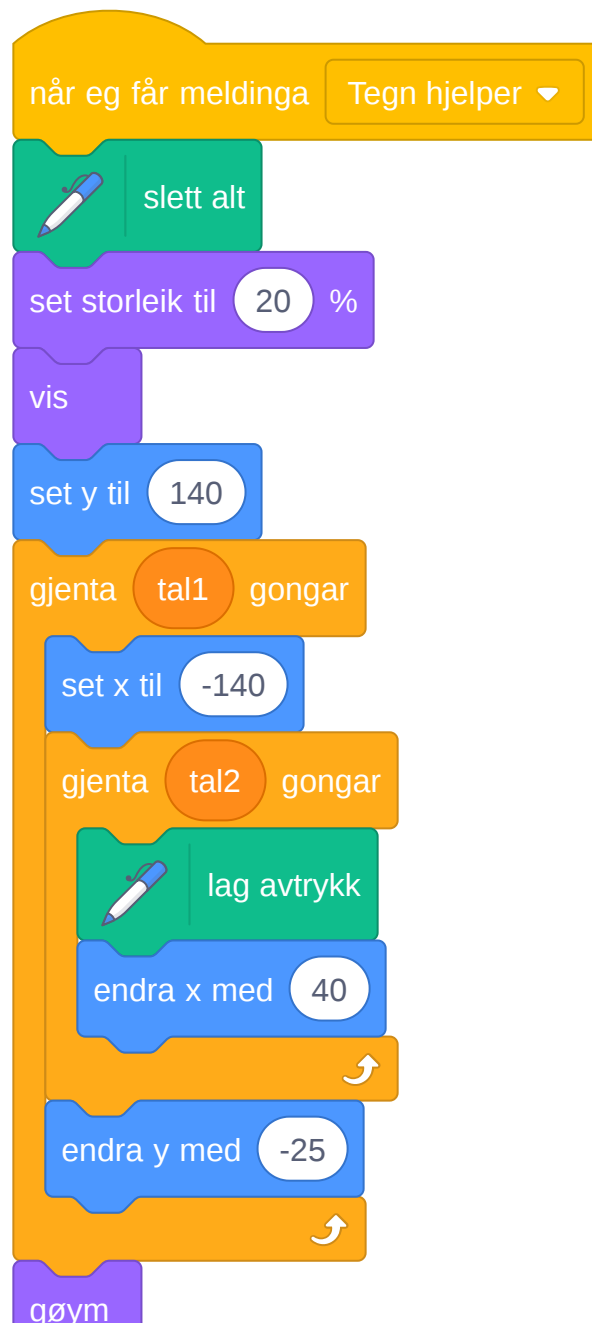 når eg får meldinga Tegn hjelper
slett alt
set storleik til 20 %
vis
set y til 140
gjenta tal1 gongar
set x til -140
gjenta tal2 gongar
lag avtrykk
endra x med 40
endra y med -25
gøym